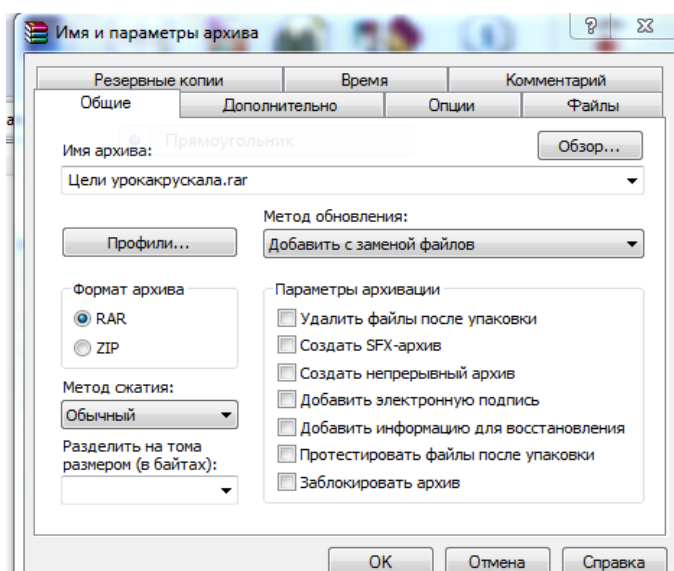 Имя и параметры архива
Резервные копии Время Комментарий
Общие Дополнительно Опции Файлы
Прямоугольник
Имя архива: Обзор...
Цели урокакрускала.rar
Метод обновления:
Профили... Добавить с заменой файлов
Формат архива Параметры архивации
RAR Удалить файлы после упаковки
ZIP Создать SFX-архив
Создать непрерывный архив
Метод сжатия: Добавить электронную подпись
Обычный Добавить информацию для восстановления
Разделить на тома
размером (в байтах): Протестировать файлы после упаковки
Заблокировать архив
OK Отмена Справка